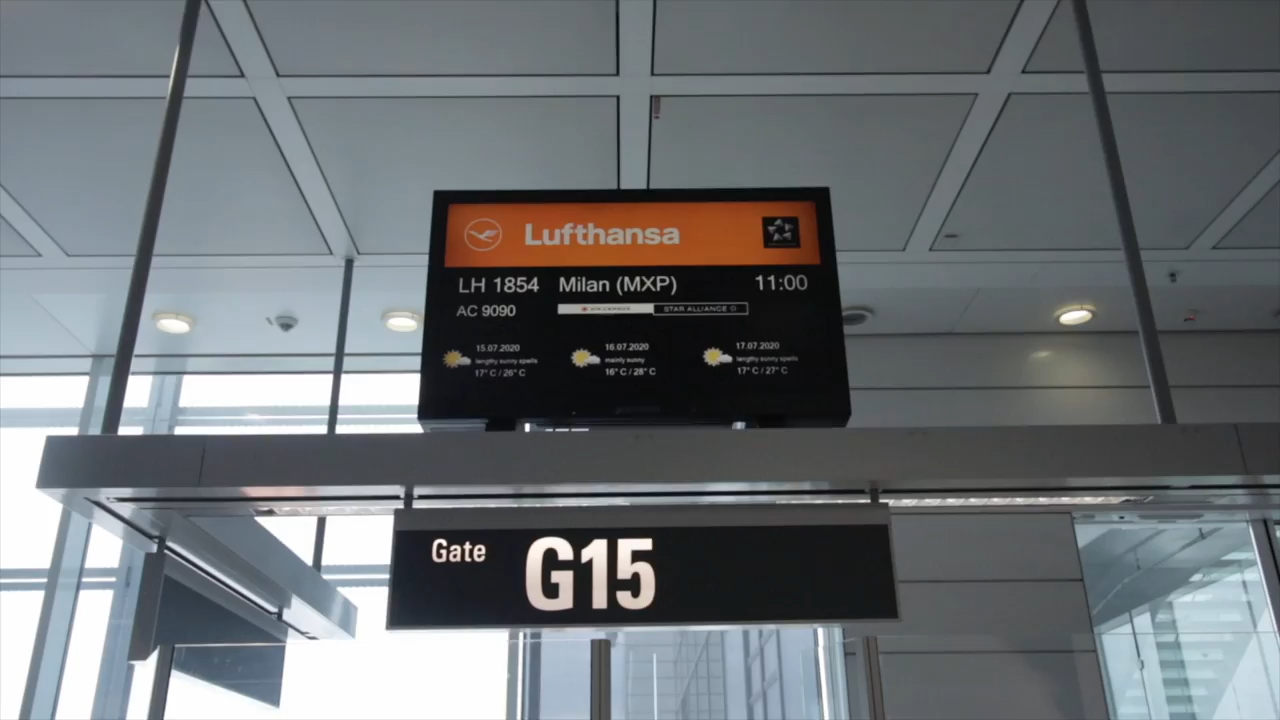 Lufthansa
LH 1854 Milan (MXP) 11:00
AC 9090 AIR CANADA STAR ALLIANCE
15.07.2020 16.07.2020 17.07.2020
lengthy sunny spells mainly sunny lengthy sunny spells
17° C / 26° C 16° C / 28° C 17° C / 27° C
Gate G15